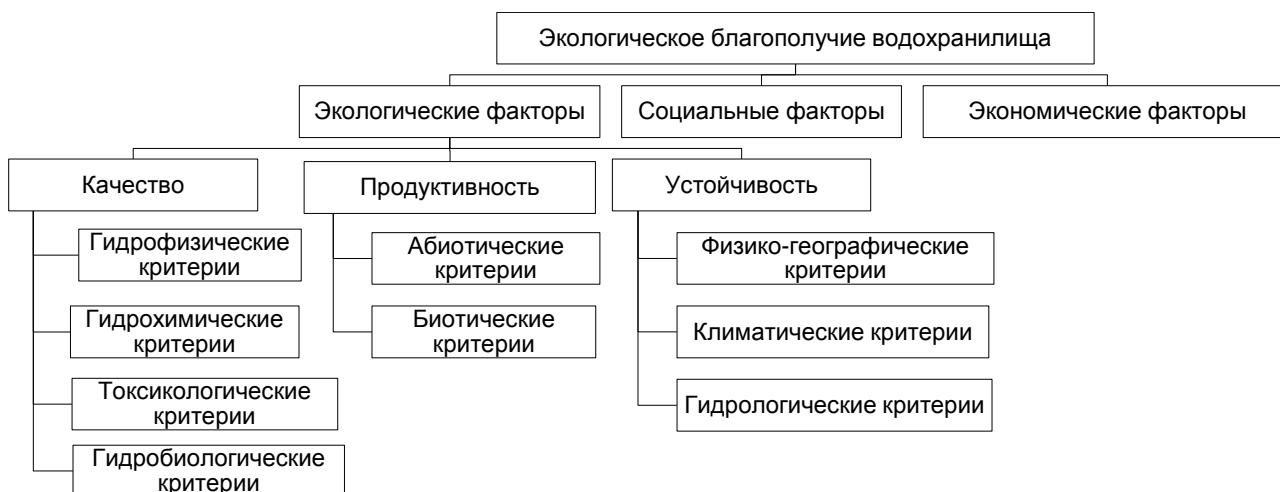 Экологическое благополучие водохранилища
Экологические факторы
Социальные факторы
Экономические факторы
Качество
Продуктивность
Устойчивость
Гидрофизические
критерии
Абиотические
критерии
Физико-географические
критерии
Гидрохимические
критерии
Биотические
критерии
Климатические критерии
Токсикологические
критерии
Гидрологические критерии
Гидробиологические
критерии